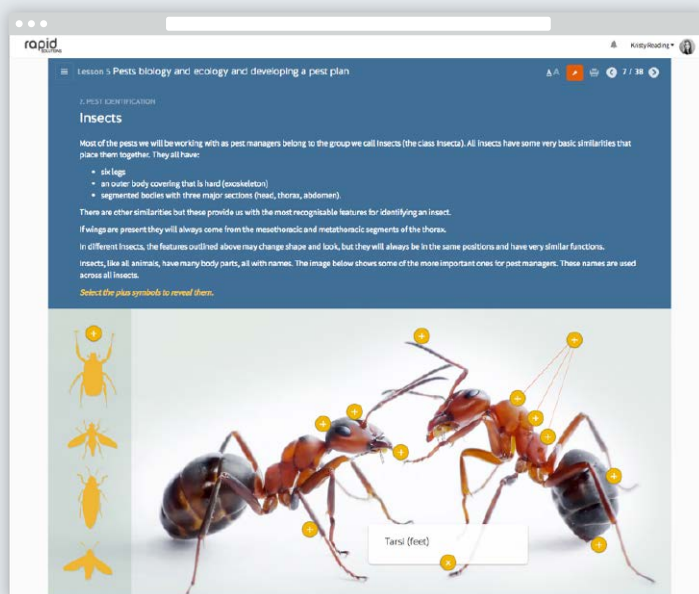 rapid
SOLUTIONS
Kristy Reading
Lesson 5 Pests biology and ecology and developing a pest plan
AA
7 / 38
2. PEST IDENTIFICATION
Insects
Most of the pests we will be working with as pest managers belong to the group we call Insects (the class Insecta). All insects have some very basic similarities that
place them together. They all have:
• six legs
• an outer body covering that is hard (exoskeleton)
• segmented bodies with three major sections (head, thorax, abdomen).
There are other similarities but these provide us with the most recognisable features for identifying an insect.
If wings are present they will always come from the mesothoracic and metathoracic segments of the thorax.
In different insects, the features outlined above may change shape and look, but they will always be in the same positions and have very similar functions.
Insects, like all animals, have many body parts, all with names. The image below shows some of the more important ones for pest managers. These names are used
across all insects.
Select the plus symbols to reveal them.
Tarsi (feet)